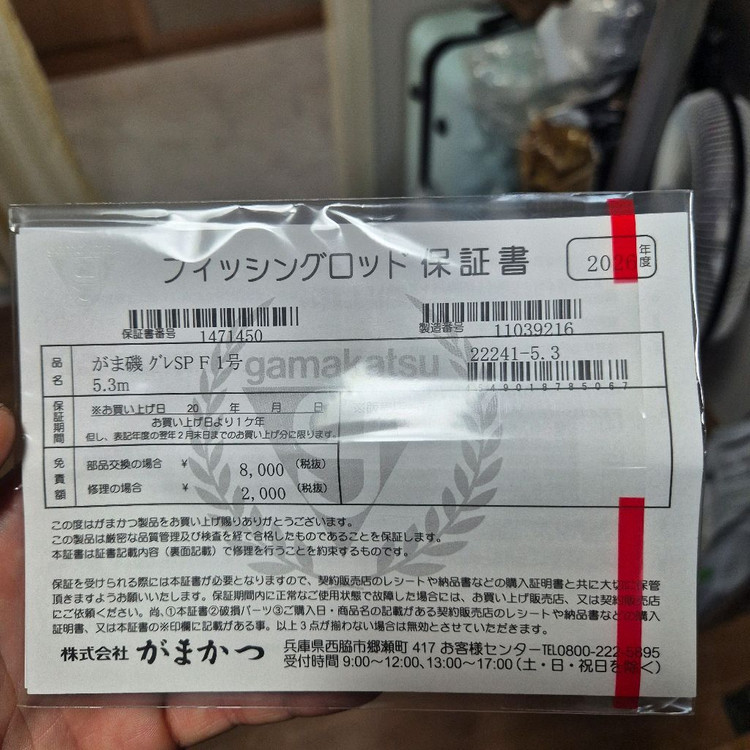 フィッシングロッド 保証書
20 年度
保証書番号 1471450
製造番号 11039216
gamakatsu
品名
がま磯 グレSP F 1号
5.3m
22241-5.3
保証期間
※お買い上げ日 20 年 月 日
お買い上げ日より1ケ年
但し、表記年度の翌年2月末日までのお買い上げ分に限ります。
免責額
部品交換の場合 ¥ 8,000 (税抜)
修理の場合 ¥ 2,000 (税抜)
この度はがまかつ製品をお買い上げ賜りありがとうございます。
この製品は厳密な品質管理及び検査を経て合格したものであることを保証します。
本証書は証書記載内容（裏面記載）で修理を行うことを約束するものです。
保証を受けられる際には本証書が必要となりますので、契約販売店のレシートや納品書などの購入証明書と共に大切に保管
頂きますようお願いいたします。保証期間内に正常なご使用状態で故障した場合には、お買い上げ販売店、又は契約販売店
にご依頼ください。尚、①本証書②破損パーツ③ご購入日・商品名の記載がある契約販売店のレシートや納品書などの購入
証明書、又は本証書の※印欄に記載がある事。以上3点が揃わない場合は無効とさせていただきます。
株式会社 がまかつ
兵庫県西脇市郷瀬町 417 お客様センターTEL0800-222-5695
受付時間 9:00~12:00、13:00~17:00 (土・日・祝日を除く)